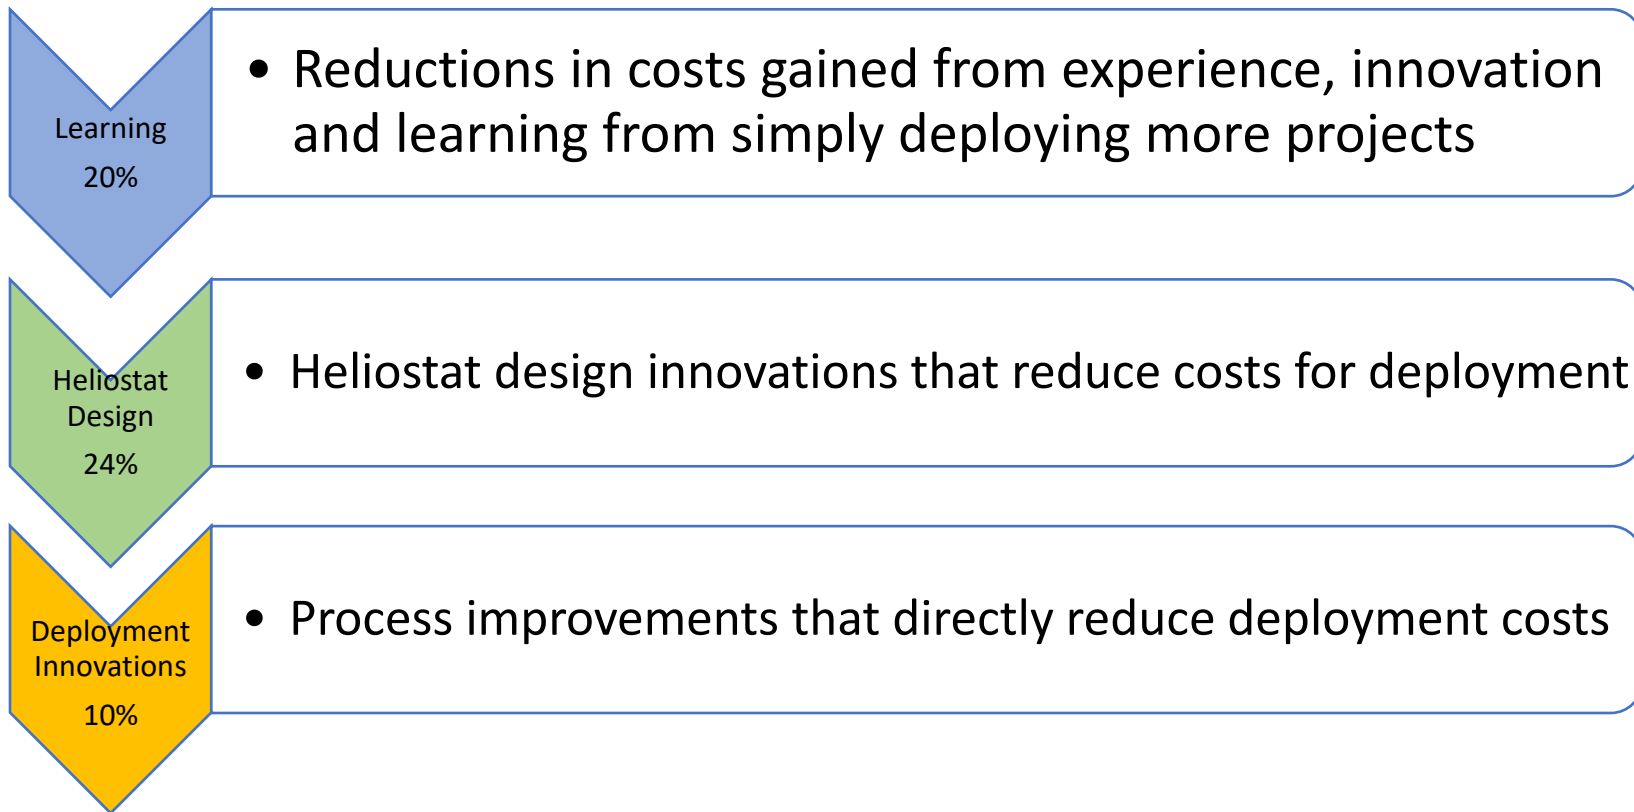 Learning
20%
• Reductions in costs gained from experience, innovation
and learning from simply deploying more projects
Heliostat
Design
24%
• Heliostat design innovations that reduce costs for deployment
Deployment
Innovations
10%
• Process improvements that directly reduce deployment costs